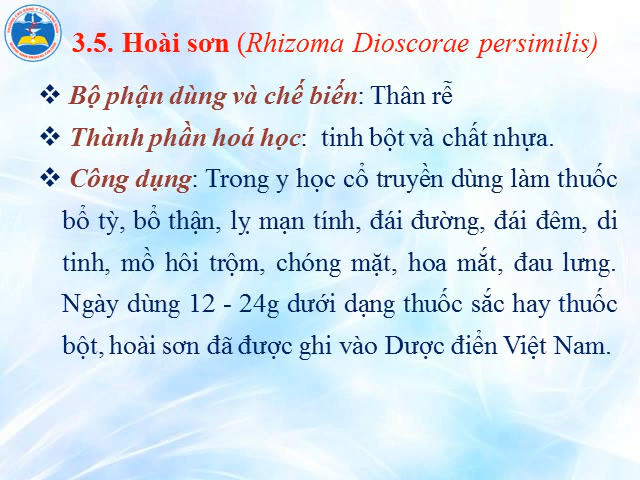 3.5. Hoài sơn (Rhizoma Dioscorae persimilis)
❖ Bộ phận dùng và chế biến: Thân rễ
❖ Thành phần hoá học:  tinh bột và chất nhựa.
❖ Công dụng: Trong y học cổ truyền dùng làm thuốc
bổ tỳ, bổ thận, lỵ mạn tính, đái đường, đái đêm, di
tinh, mồ hôi trộm, chóng mặt, hoa mắt, đau lưng.
Ngày dùng 12 - 24g dưới dạng thuốc sắc hay thuốc
bột, hoài sơn đã được ghi vào Dược điển Việt Nam.